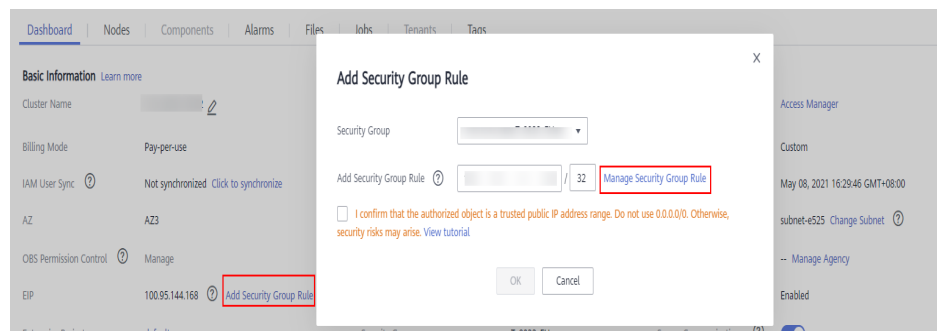 Dashboard Nodes Components Alarms Files Jobs Tenants Tags
X
Basic Information Learn more
Add Security Group Rule
Cluster Name
Access Manager
Security Group
Billing Mode Pay-per-use
Custom
IAM User Sync ? Not synchronized Click to synchronize
Add Security Group Rule ? / 32 Manage Security Group Rule
May 08, 2021 16:29:46 GMT+08:00
AZ AZ3
I confirm that the authorized object is a trusted public IP address range. Do not use 0.0.0.0/0. Otherwise,
security risks may arise. View tutorial
subnet-e525 Change Subnet ?
OBS Permission Control ? Manage
-- Manage Agency
OK Cancel
EIP 100.95.144.168 ? Add Security Group Rule
Enabled